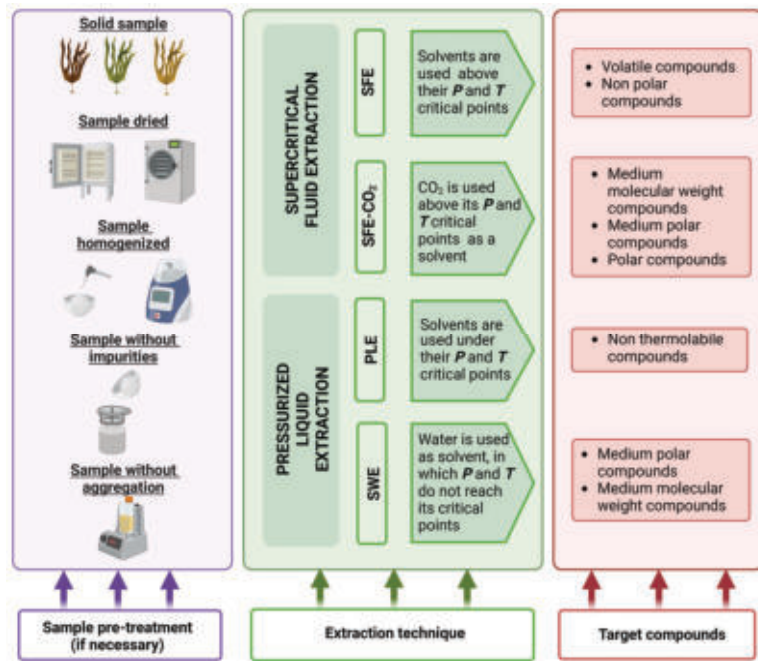 Solid sample
Sample dried
Sample
homogenized
Sample without
impurities
Sample without
aggregation
Sample pre-treatment
(if necessary)
SUPERCRITICAL
FLUID EXTRACTION
SFE
Solvents are
used above
their P and T
critical points
SFE-CO₂
CO₂ is used
above its P and
T critical
points as a
solvent
PRESSURIZED
LIQUID
EXTRACTION
PLE
Solvents are
used under
their P and T
critical points
SWE
Water is used
as solvent, in
which P and T
do not reach
its critical
points
Extraction technique
• Volatile compounds
• Non polar
compounds
• Medium
molecular weight
compounds
• Medium polar
compounds
• Polar compounds
• Non thermolabile
compounds
• Medium polar
compounds
• Medium molecular
weight compounds
Target compounds